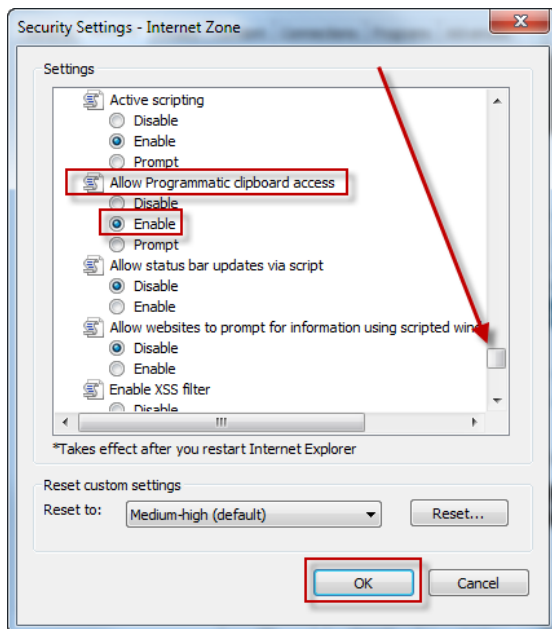 Security Settings - Internet Zone
Settings
Active scripting
Disable
Enable
Prompt
Allow Programmatic clipboard access
Disable
Enable
Prompt
Allow status bar updates via script
Disable
Enable
Allow websites to prompt for information using scripted wind
Disable
Enable
Enable XSS filter
Disable
*Takes effect after you restart Internet Explorer
Reset custom settings
Reset to:
Medium-high (default)
Reset...
OK
Cancel